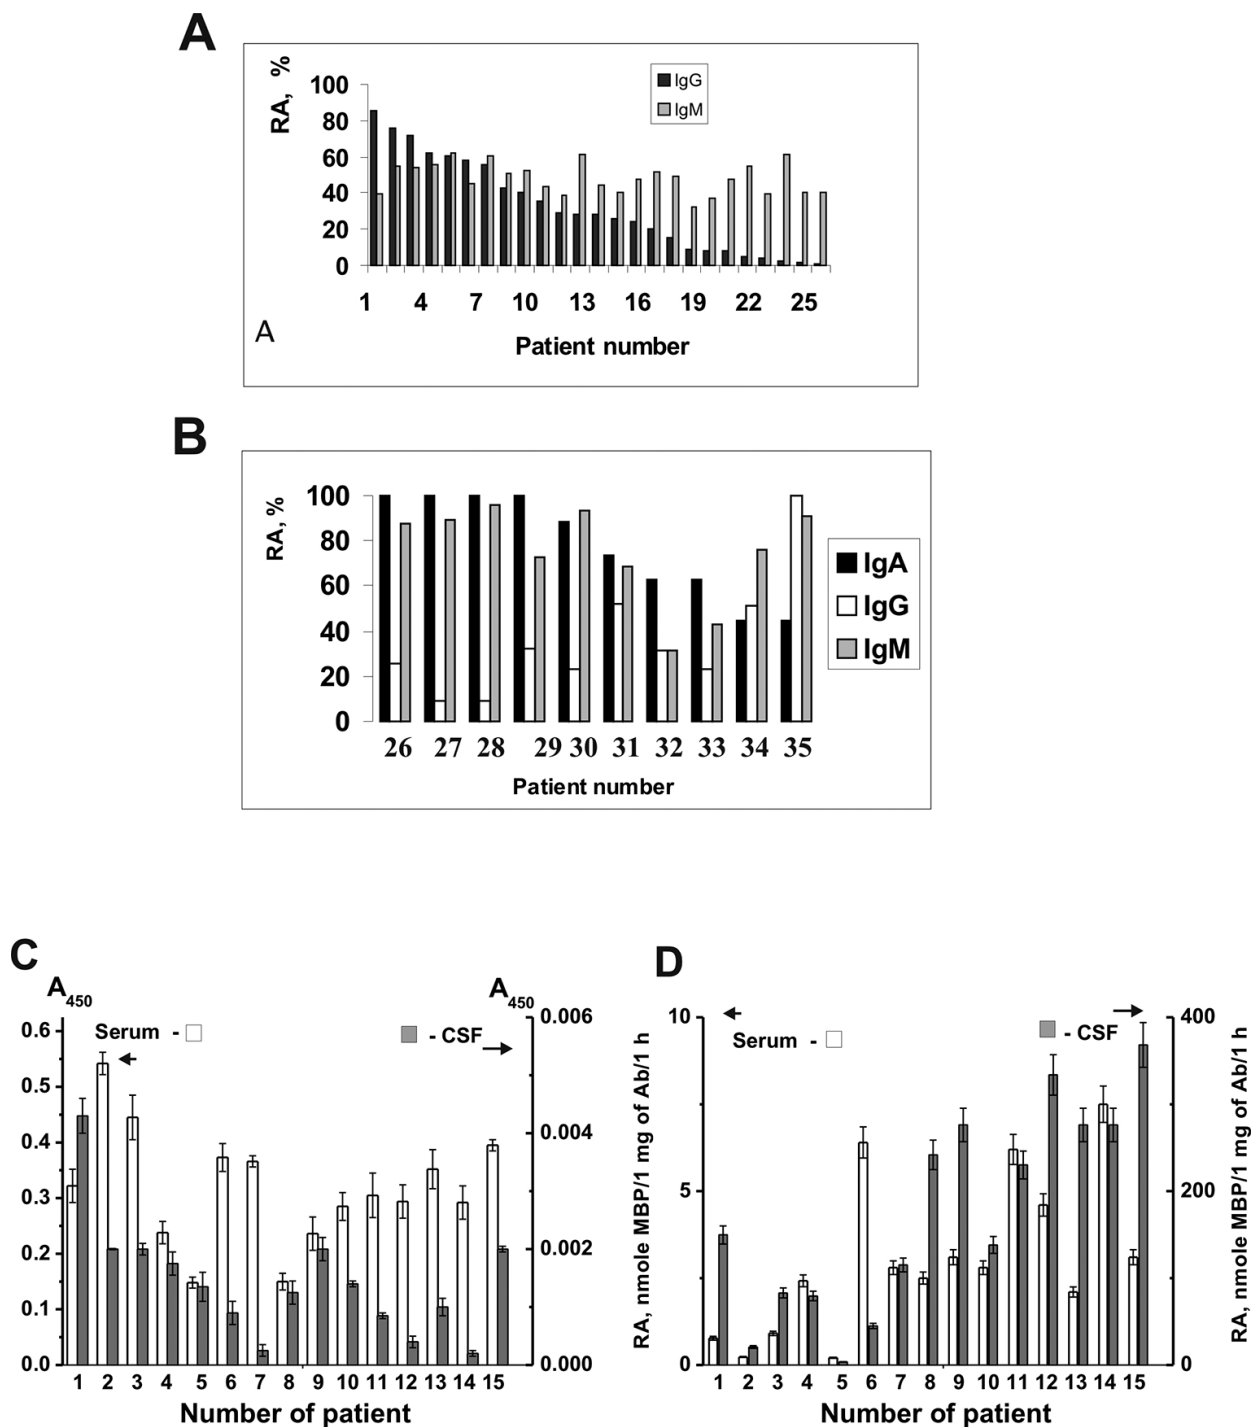 A
RA, %
100
80
60
40
20
0
IgG
IgM
1 4 7 10 13 16 19 22 25
A
Patient number
B
RA, %
100
80
60
40
20
0
IgA
IgG
IgM
26 27 28 29 30 31 32 33 34 35
Patient number
C
A450
A450
Serum -
- CSF
0.6
0.5
0.4
0.3
0.2
0.1
0.0
0.006
0.004
0.002
0.000
1 2 3 4 5 6 7 8 9 10 11 12 13 14 15
Number of patient
D
RA, nmole MBP/1 mg of Ab/1 h
10
5
0
Serum -
- CSF
400
200
0
RA, nmole MBP/1 mg of Ab/1 h
1 2 3 4 5 6 7 8 9 10 11 12 13 14 15
Number of patient